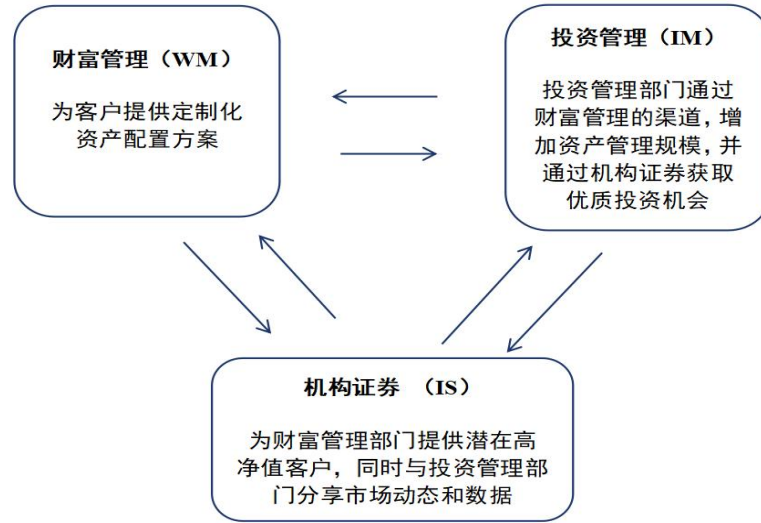 财富管理（WM）
为客户提供定制化
资产配置方案
投资管理（IM）
投资管理部门通过
财富管理的渠道，增
加资产管理规模，并
通过机构证券获取
优质投资机会
机构证券 （IS）
为财富管理部门提供潜在高
净值客户，同时与投资管理部
门分享市场动态和数据